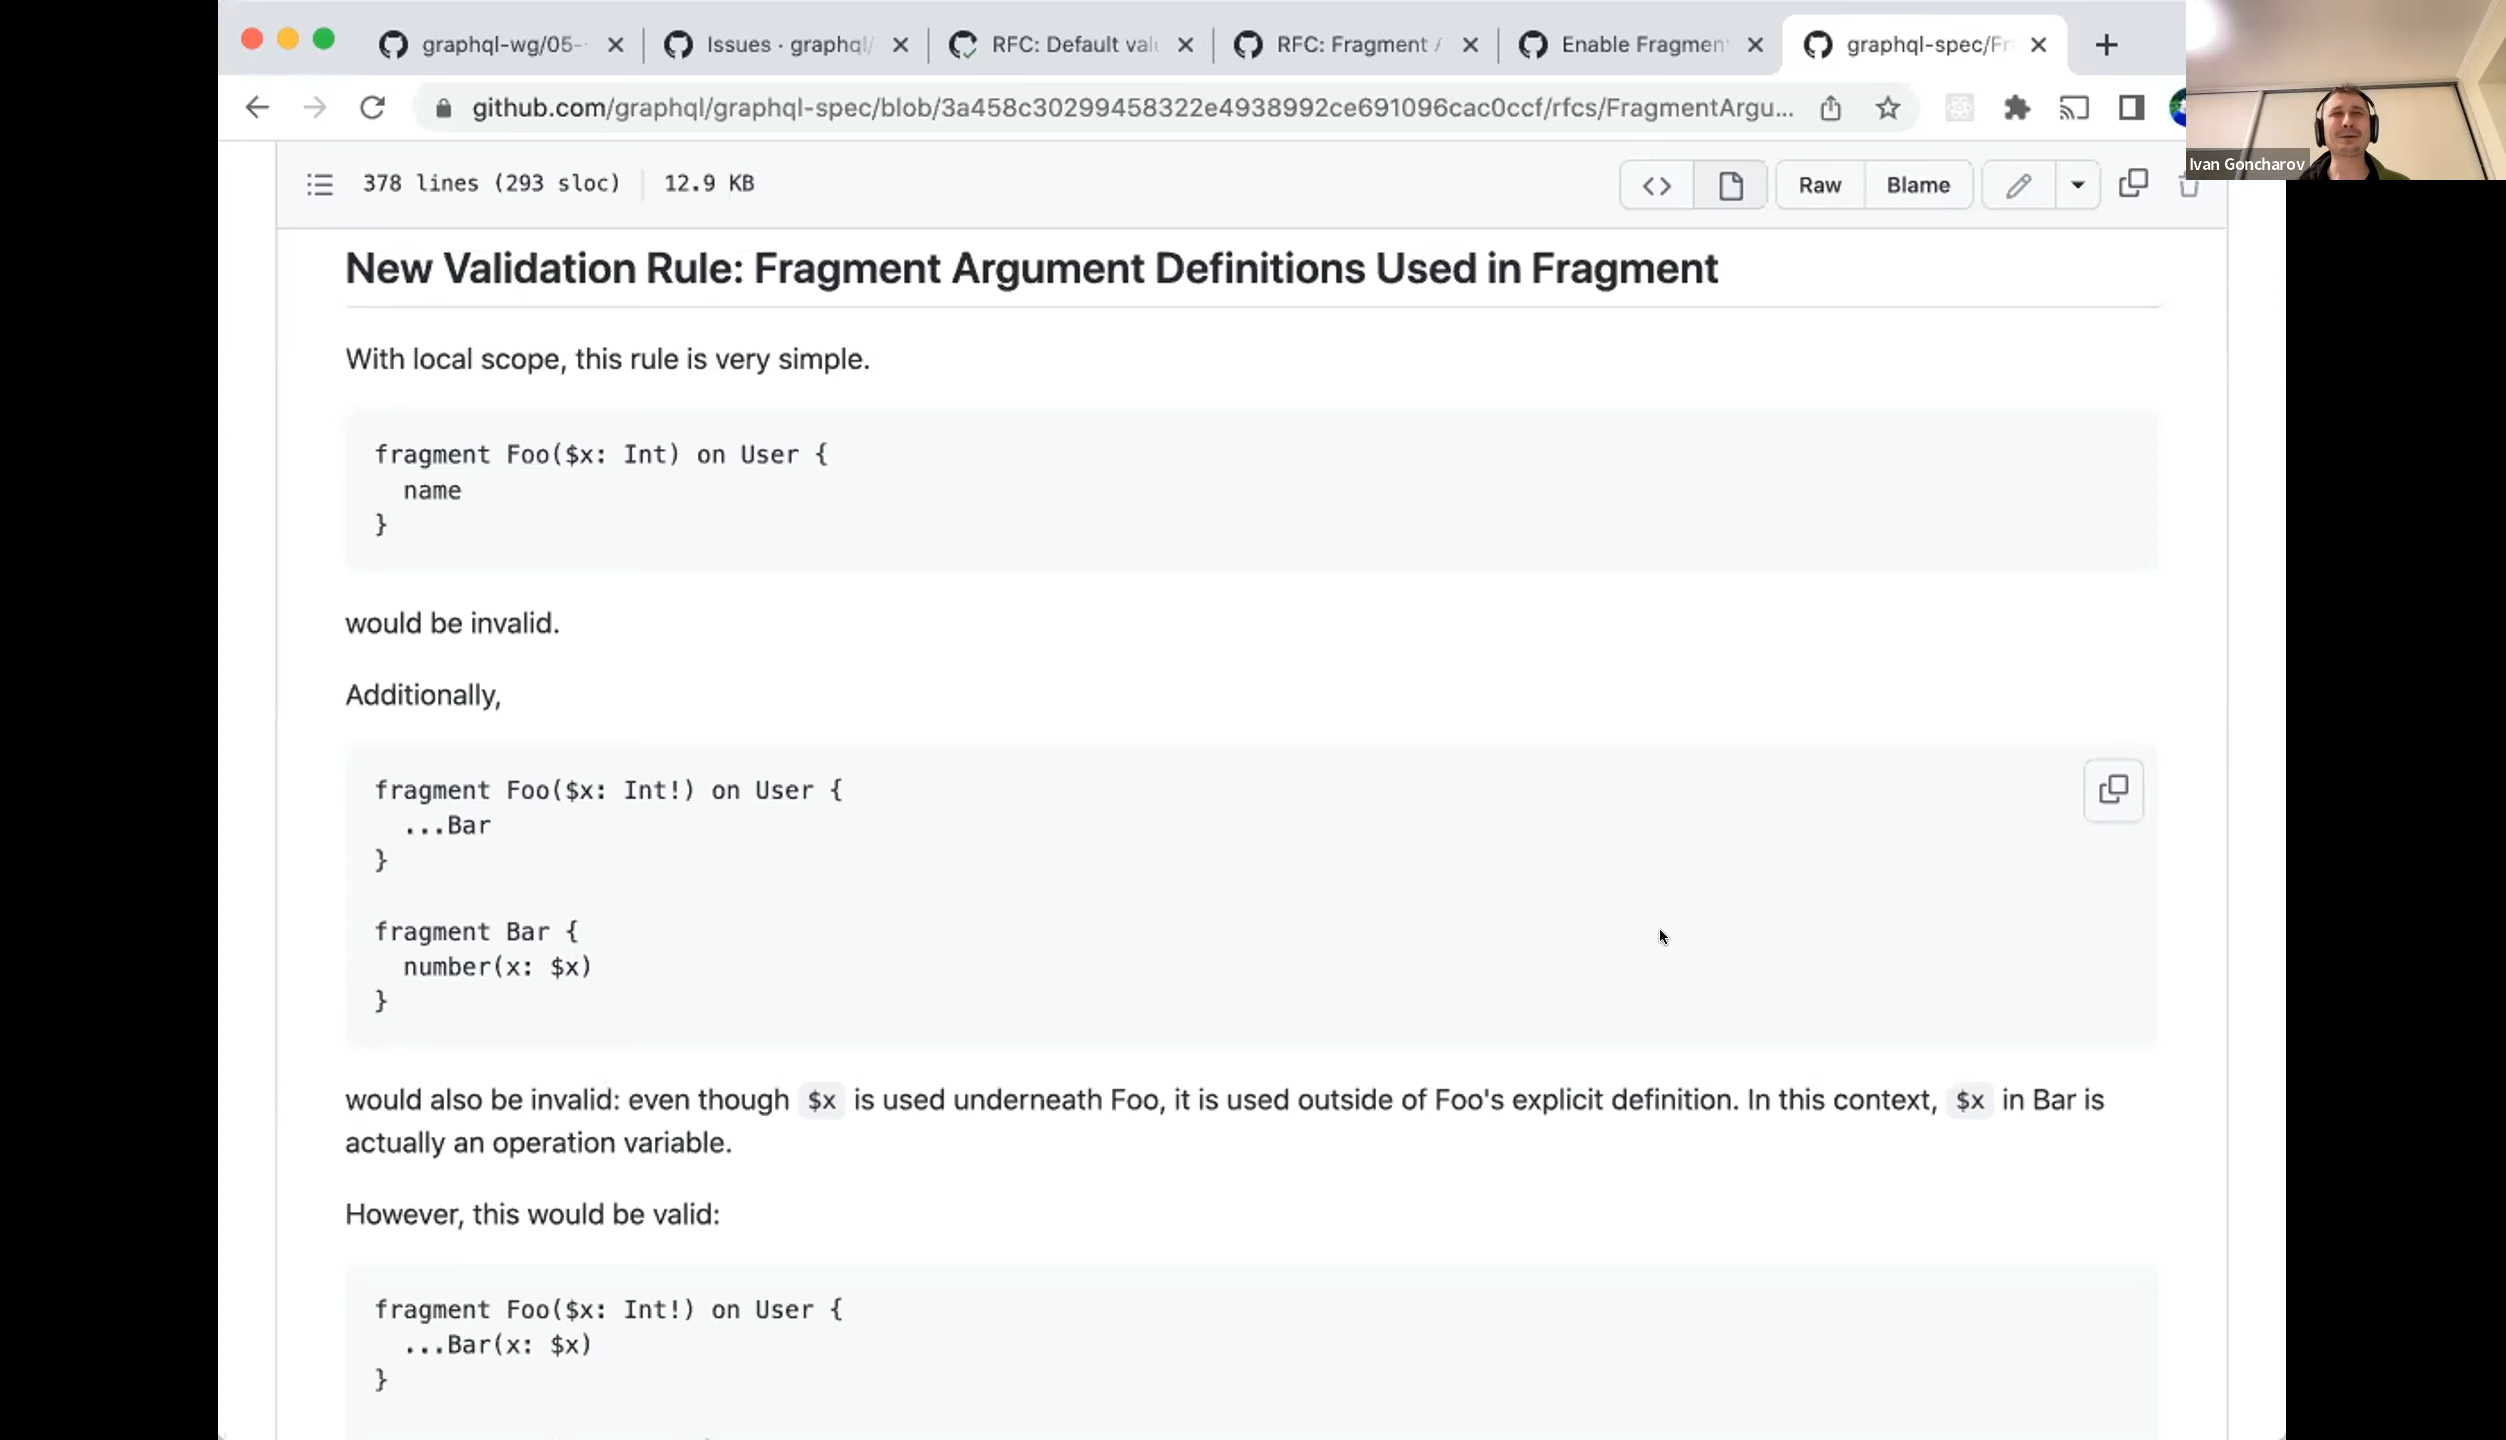 graphql-wg/05-
Issues · graphql/
RFC: Default valu
RFC: Fragment A
Enable Fragment
graphql-spec/Fr
github.com/graphql/graphql-spec/blob/3a458c30299458322e4938992ce691096cac0ccf/rfcs/FragmentArgu...
Ivan Goncharov
378 lines (293 sloc) 12.9 KB
Raw
Blame
New Validation Rule: Fragment Argument Definitions Used in Fragment
With local scope, this rule is very simple.
fragment Foo($x: Int) on User {
name
}
would be invalid.
Additionally,
fragment Foo($x: Int!) on User {
...Bar
}
fragment Bar {
number(x: $x)
}
would also be invalid: even though $x is used underneath Foo, it is used outside of Foo's explicit definition. In this context, $x in Bar is
actually an operation variable.
However, this would be valid:
fragment Foo($x: Int!) on User {
...Bar(x: $x)
}